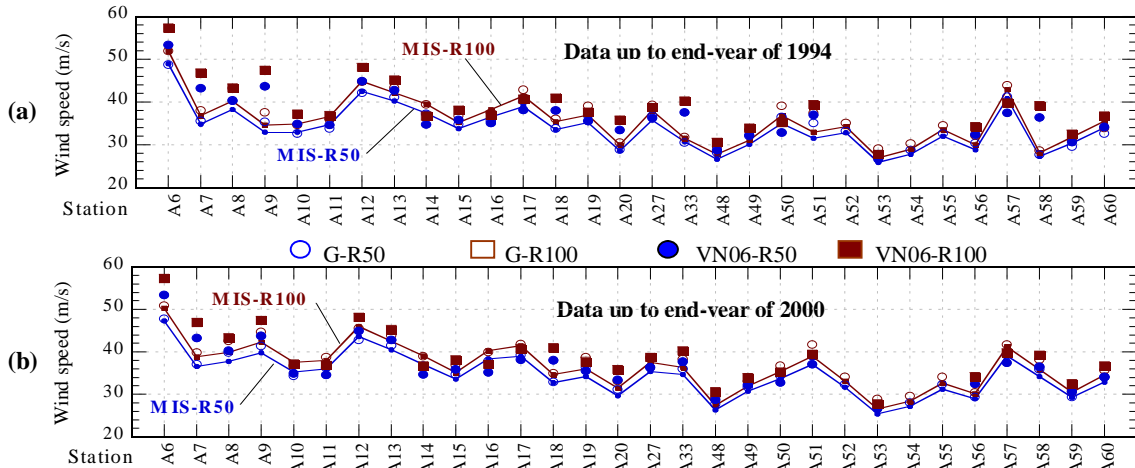 60
50
40
30
20
Wind speed (m/s)
(a)
MIS-R100
Data up to end-year of 1994
MIS-R50
Station
A6 A7 A8 A9 A10 A11 A12 A13 A14 A15 A16 A17 A18 A19 A20 A27 A33 A48 A49 A50 A51 A52 A53 A54 A55 A56 A57 A58 A59 A60
G-R50 G-R100 VN06-R50 VN06-R100
60
50
40
30
20
Wind speed (m/s)
(b)
MIS-R100
Data up to end-year of 2000
MIS-R50
Station
A6 A7 A8 A9 A10 A11 A12 A13 A14 A15 A16 A17 A18 A19 A20 A27 A33 A48 A49 A50 A51 A52 A53 A54 A55 A56 A57 A58 A59 A60